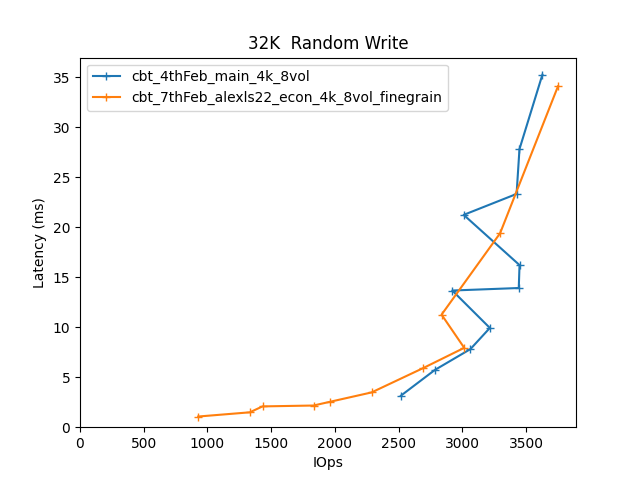 32K  Random Write
cbt_4thFeb_main_4k_8vol
cbt_7thFeb_alexls22_econ_4k_8vol_finegrain
Latency (ms)
35
30
25
20
15
10
5
0
0 500 1000 1500 2000 2500 3000 3500
IOps